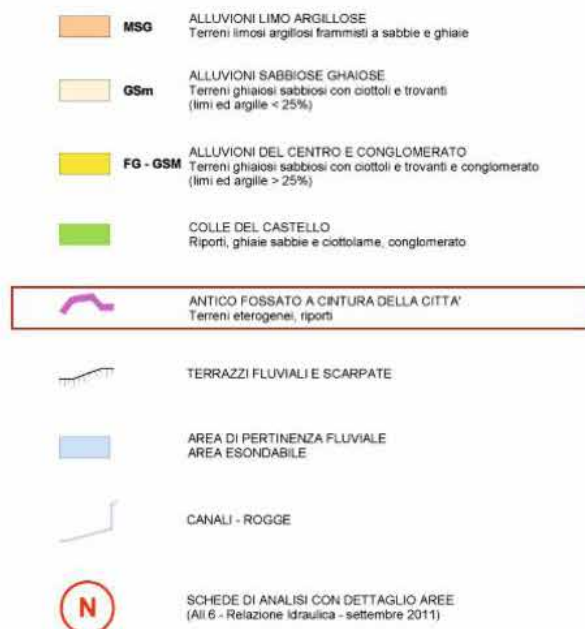 MSG
ALLUVIONI LIMO ARGILLOSE
Terreni limosi argillosi frammisti a sabbie e ghiaie
GSm
ALLUVIONI SABBIOSE GHAIOSE
Terreni ghiaiosi sabbiosi con ciottoli e trovanti
(limi ed argille < 25%)
FG - GSM
ALLUVIONI DEL CENTRO E CONGLOMERATO
Terreni ghiaiosi sabbiosi con ciottoli e trovanti e conglomerato
(limi ed argille > 25%)
COLLE DEL CASTELLO
Riporti, ghiaie sabbie e ciottolame, conglomerato
ANTICO FOSSATO A CINTURA DELLA CITTA'
Terreni eterogenei, riporti
TERRAZZI FLUVIALI E SCARPATE
AREA DI PERTINENZA FLUVIALE
AREA ESONDABILE
CANALI - ROGGE
N
SCHEDE DI ANALISI CON DETTAGLIO AREE
(All.6 - Relazione Idraulica - settembre 2011)